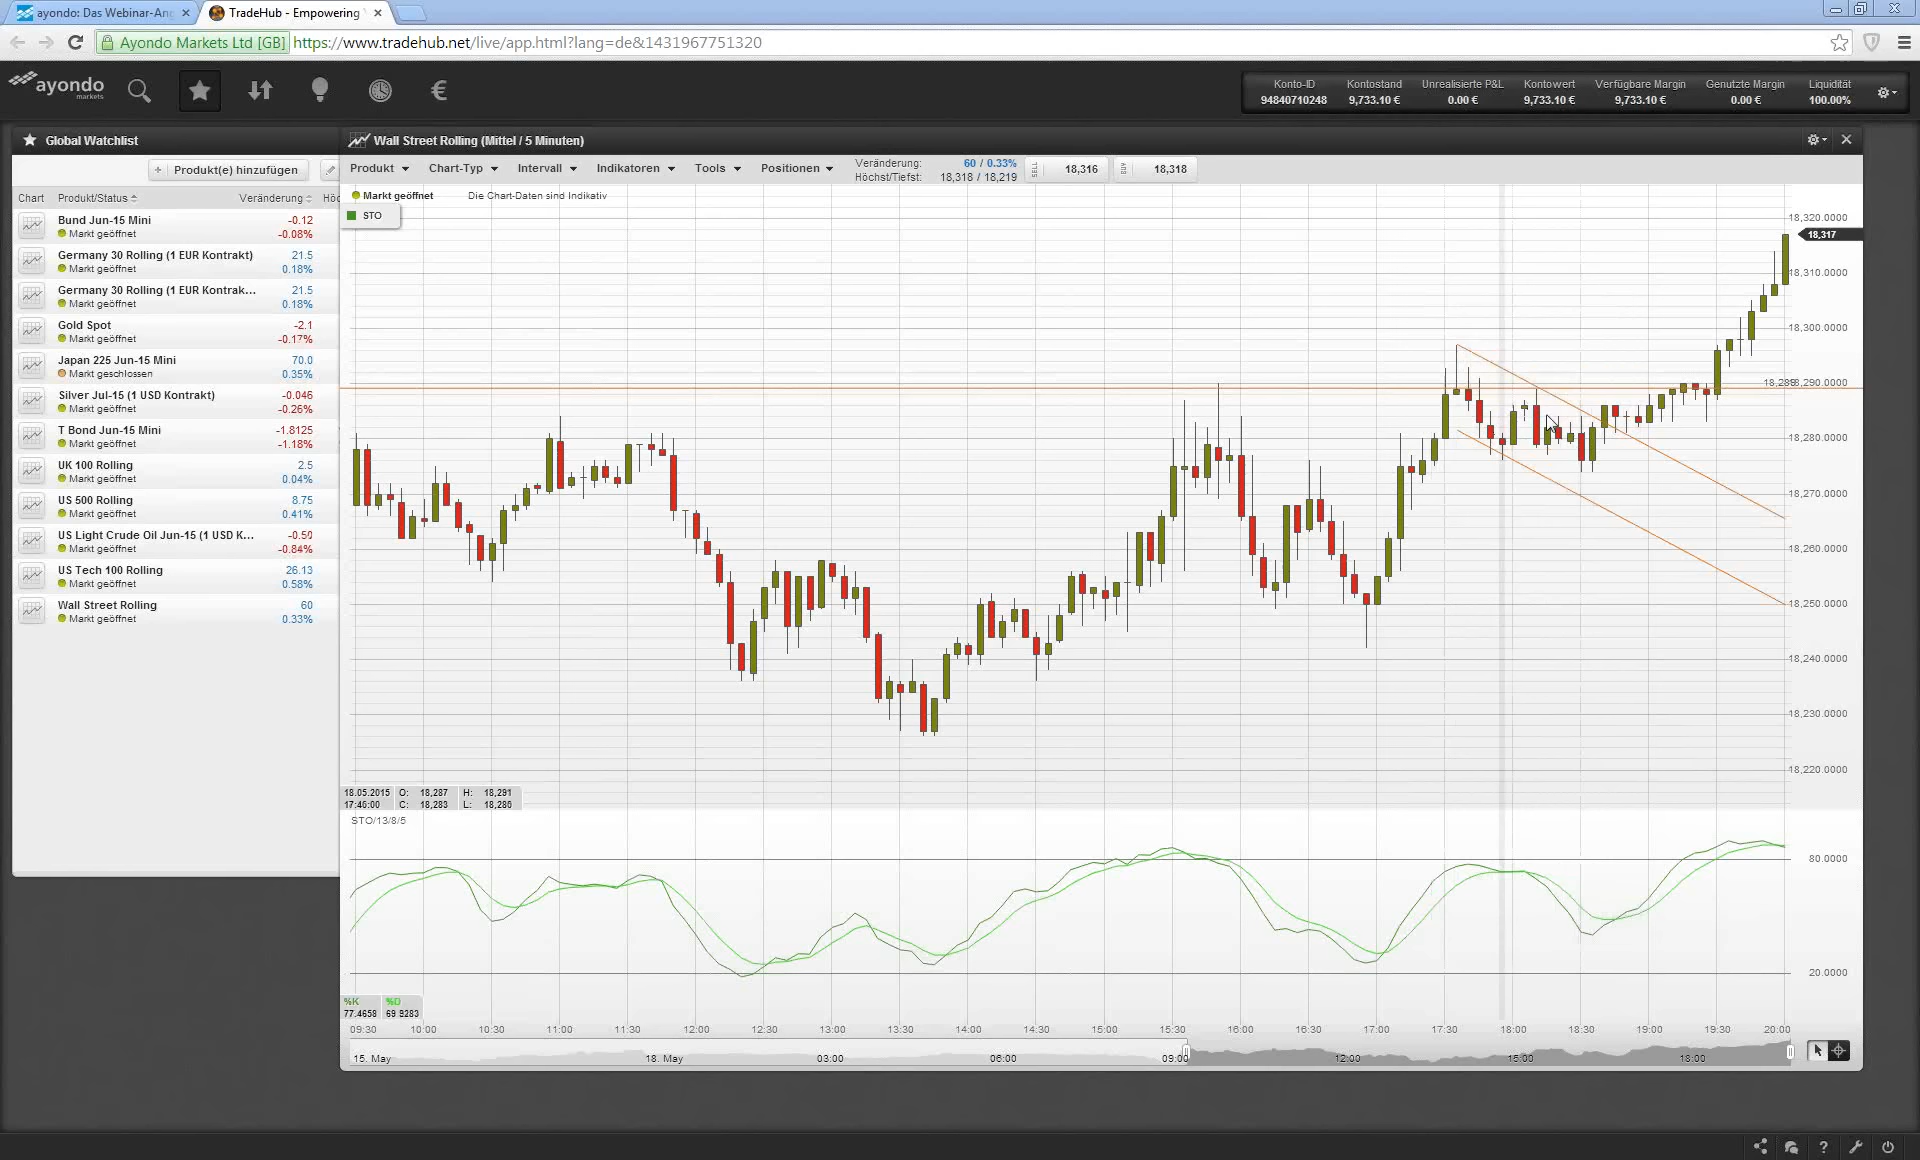 ayondo: Das Webinar-Ang
TradeHub - Empowering
Ayondo Markets Ltd [GB] https://www.tradehub.net/live/app.html?lang=de&1431967751320
ayondo
markets
€
Konto-ID Kontostand Unrealisierte P&L Kontowert Verfügbare Margin Genutzte Margin Liquidität
94840710248 9,733.10 € 0.00 € 9,733.10 € 9,733.10 € 0.00 € 100.00%
Global Watchlist
+ Produkt(e) hinzufügen
Chart Produkt/Status Veränderung Höc
Bund Jun-15 Mini -0.12
Markt geöffnet -0.08%
Germany 30 Rolling (1 EUR Kontrakt) 21.5
Markt geöffnet 0.18%
Germany 30 Rolling (1 EUR Kontrak... 21.5
Markt geöffnet 0.18%
Gold Spot -2.1
Markt geöffnet -0.17%
Japan 225 Jun-15 Mini 70.0
Markt geschlossen 0.35%
Silver Jul-15 (1 USD Kontrakt) -0.046
Markt geöffnet -0.26%
T Bond Jun-15 Mini -1.8125
Markt geöffnet -1.18%
UK 100 Rolling 2.5
Markt geöffnet 0.04%
US 500 Rolling 8.75
Markt geöffnet 0.41%
US Light Crude Oil Jun-15 (1 USD K... -0.50
Markt geöffnet -0.84%
US Tech 100 Rolling 26.13
Markt geöffnet 0.58%
Wall Street Rolling 60
Markt geöffnet 0.33%
Wall Street Rolling (Mittel / 5 Minuten)
Produkt Chart-Typ Intervall Indikatoren Tools Positionen
Veränderung: 60 / 0.33%
Höchst/Tiefst: 18,318 / 18,219
SELL 18,316 BUY 18,318
Markt geöffnet Die Chart-Daten sind Indikativ
STO
18,320.0000
18,317
18,310.0000
18,300.0000
18,290.0000
18,280.0000
18,270.0000
18,260.0000
18,250.0000
18,240.0000
18,230.0000
18,220.0000
18.05.2015 O: 18,287 H: 18,291
C: 18,283 L:
STO/13/8/5
80.0000
20.0000
%K %D
77.4658 69.9283
09:30 10:00 10:30 11:00 11:30 12:00 12:30 13:00 13:30 14:00 14:30 15:00 15:30 16:00 16:30 17:00 17:30 18:00 18:30 19:00 19:30 20:00
15. May 18. May 03:00 06:00 09:00 12:00 15:00 18:00
?